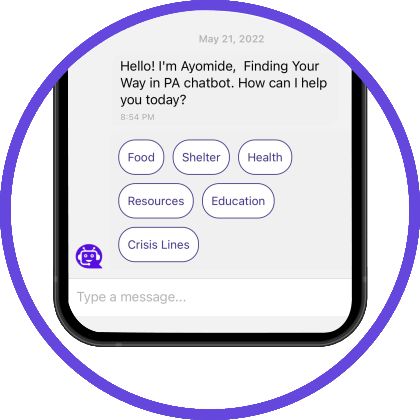 May 21, 2022
Hello! I'm Ayomide,  Finding Your
Way in PA chatbot. How can I help
you today?
8:54 PM
Food Shelter Health
Resources Education
Crisis Lines
Type a message...